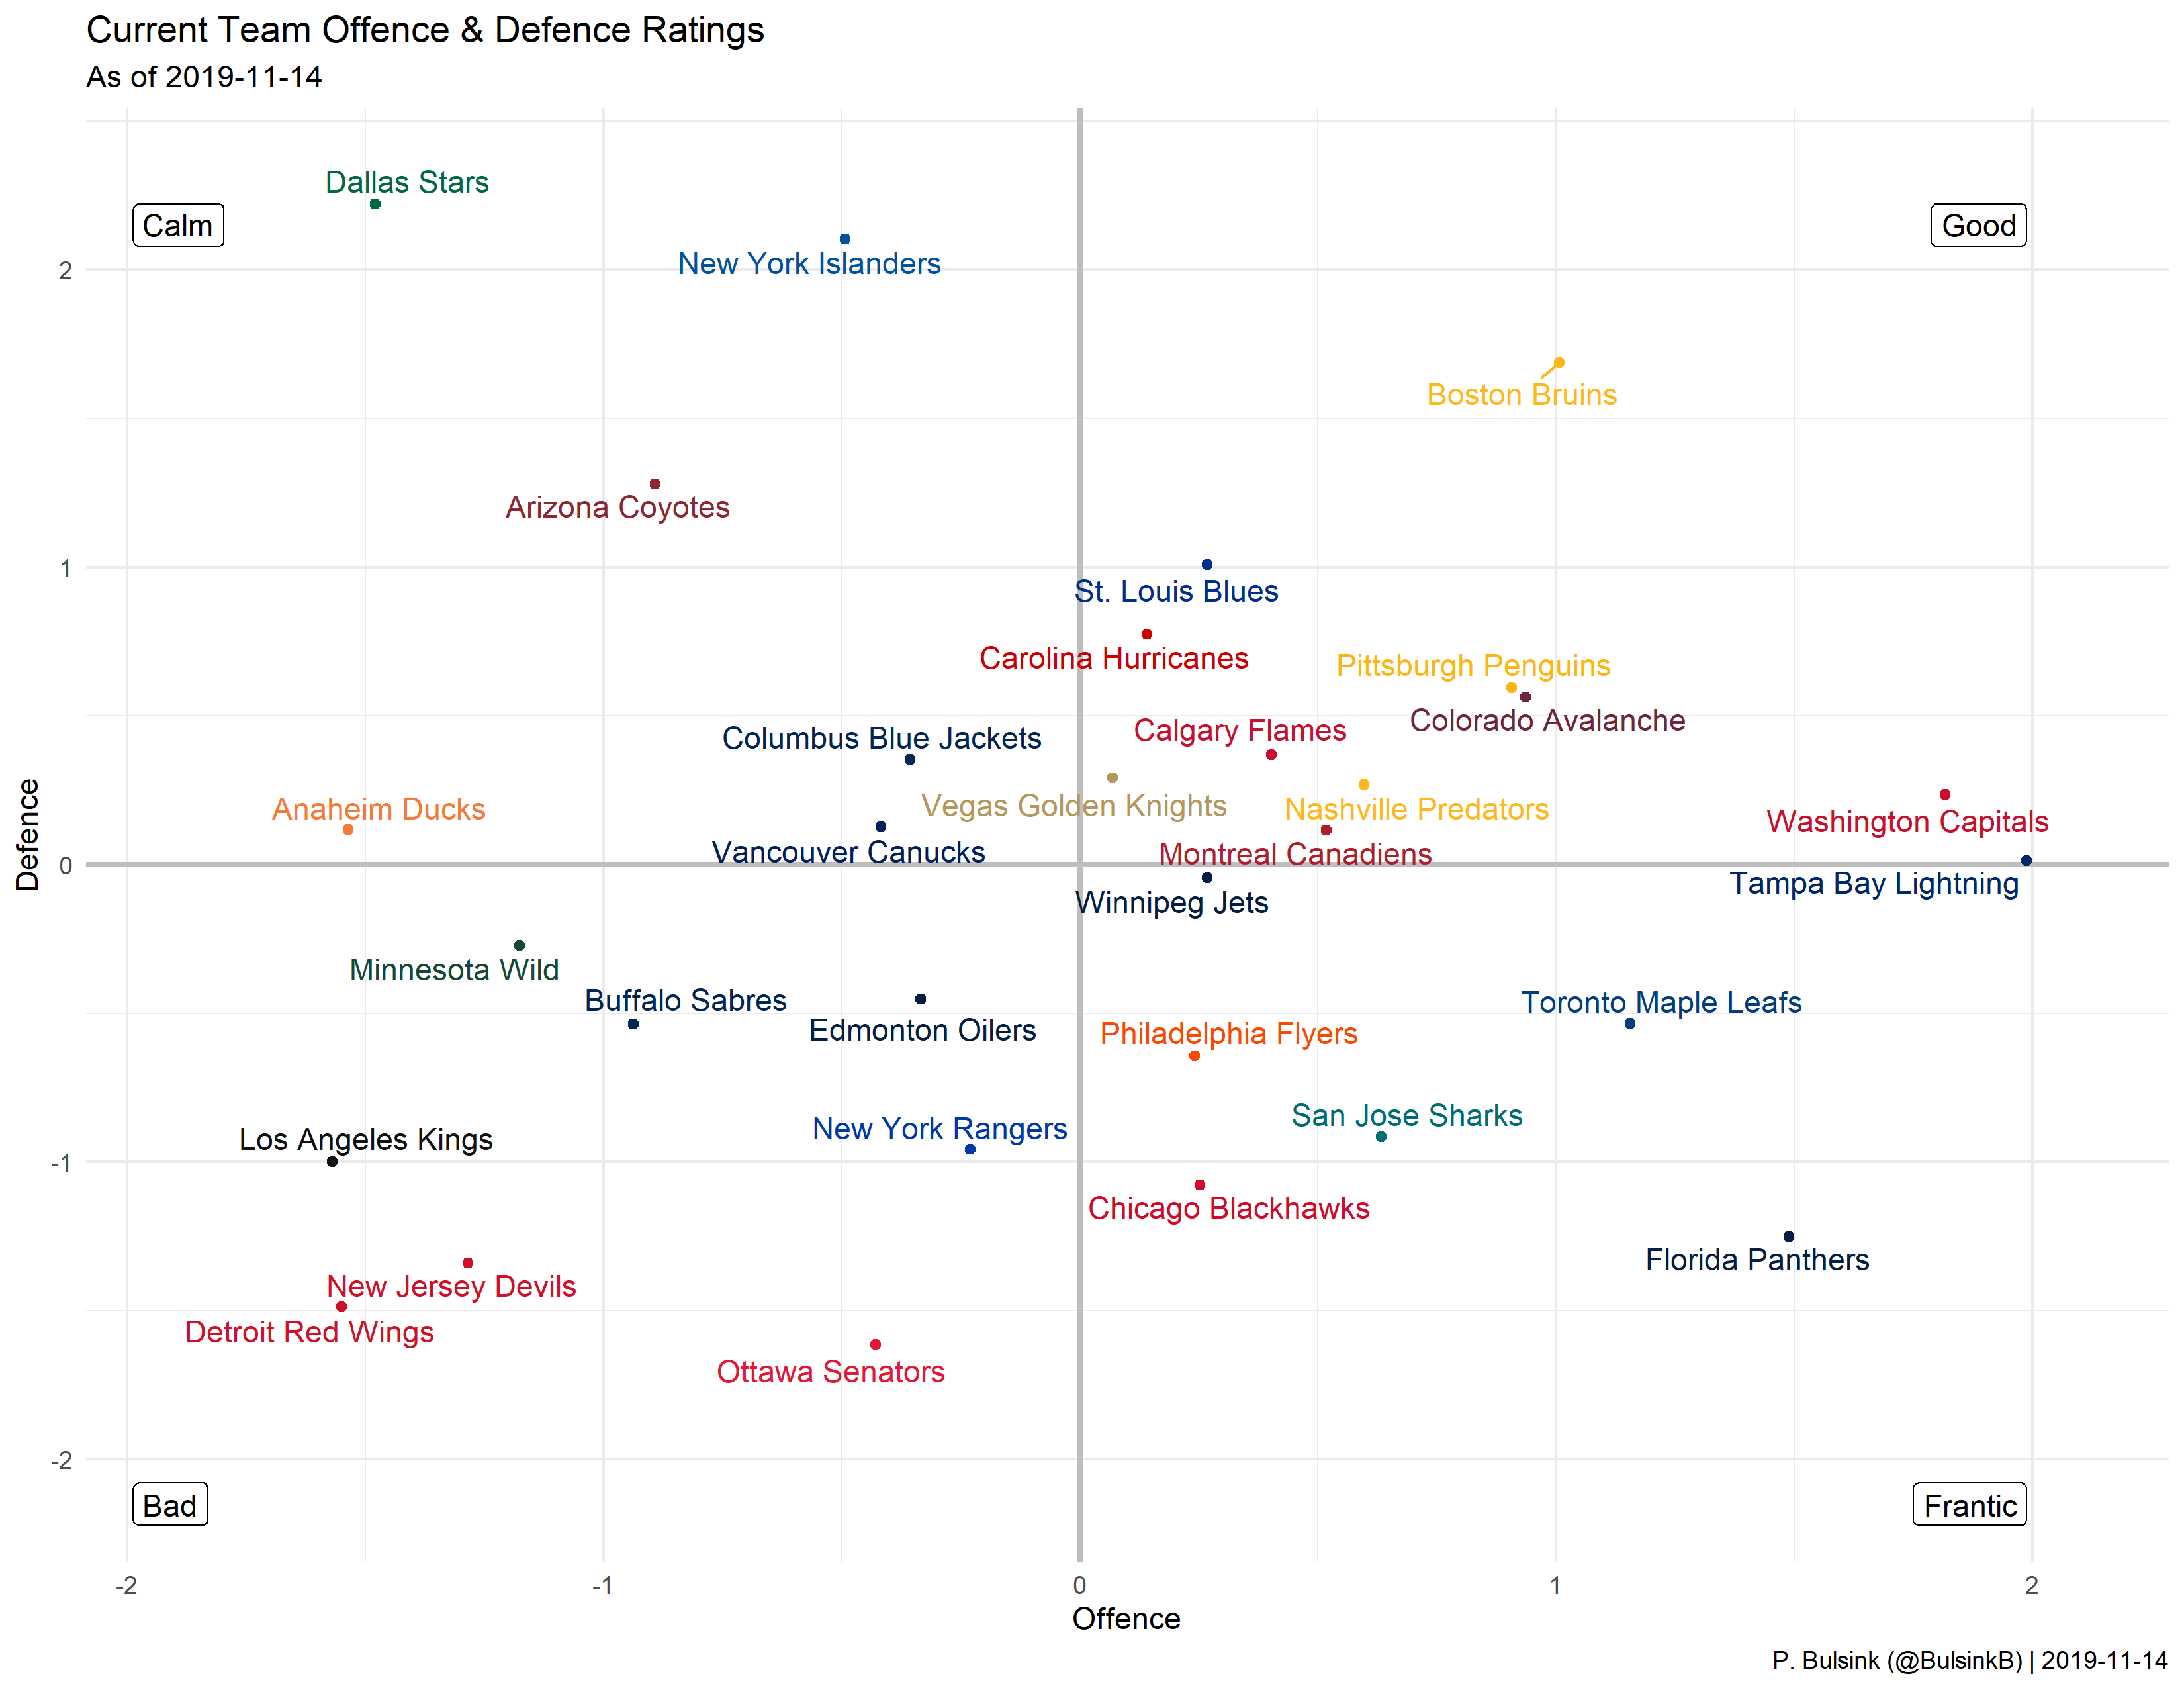 Current Team Offence & Defence Ratings
As of 2019-11-14
Dallas Stars
Calm
Good
New York Islanders
2
Boston Bruins
Arizona Coyotes
1
St. Louis Blues
Carolina Hurricanes
Pittsburgh Penguins
Colorado Avalanche
Calgary Flames
Columbus Blue Jackets
Anaheim Ducks
Vegas Golden Knights
Nashville Predators
Washington Capitals
Vancouver Canucks
Montreal Canadiens
0
Defence
Tampa Bay Lightning
Winnipeg Jets
Minnesota Wild
Buffalo Sabres
Toronto Maple Leafs
Edmonton Oilers
Philadelphia Flyers
San Jose Sharks
New York Rangers
Los Angeles Kings
-1
Chicago Blackhawks
Florida Panthers
New Jersey Devils
Detroit Red Wings
Ottawa Senators
-2
Bad
Frantic
-2
-1
0
1
2
Offence
P. Bulsink (@BulsinkB) | 2019-11-14